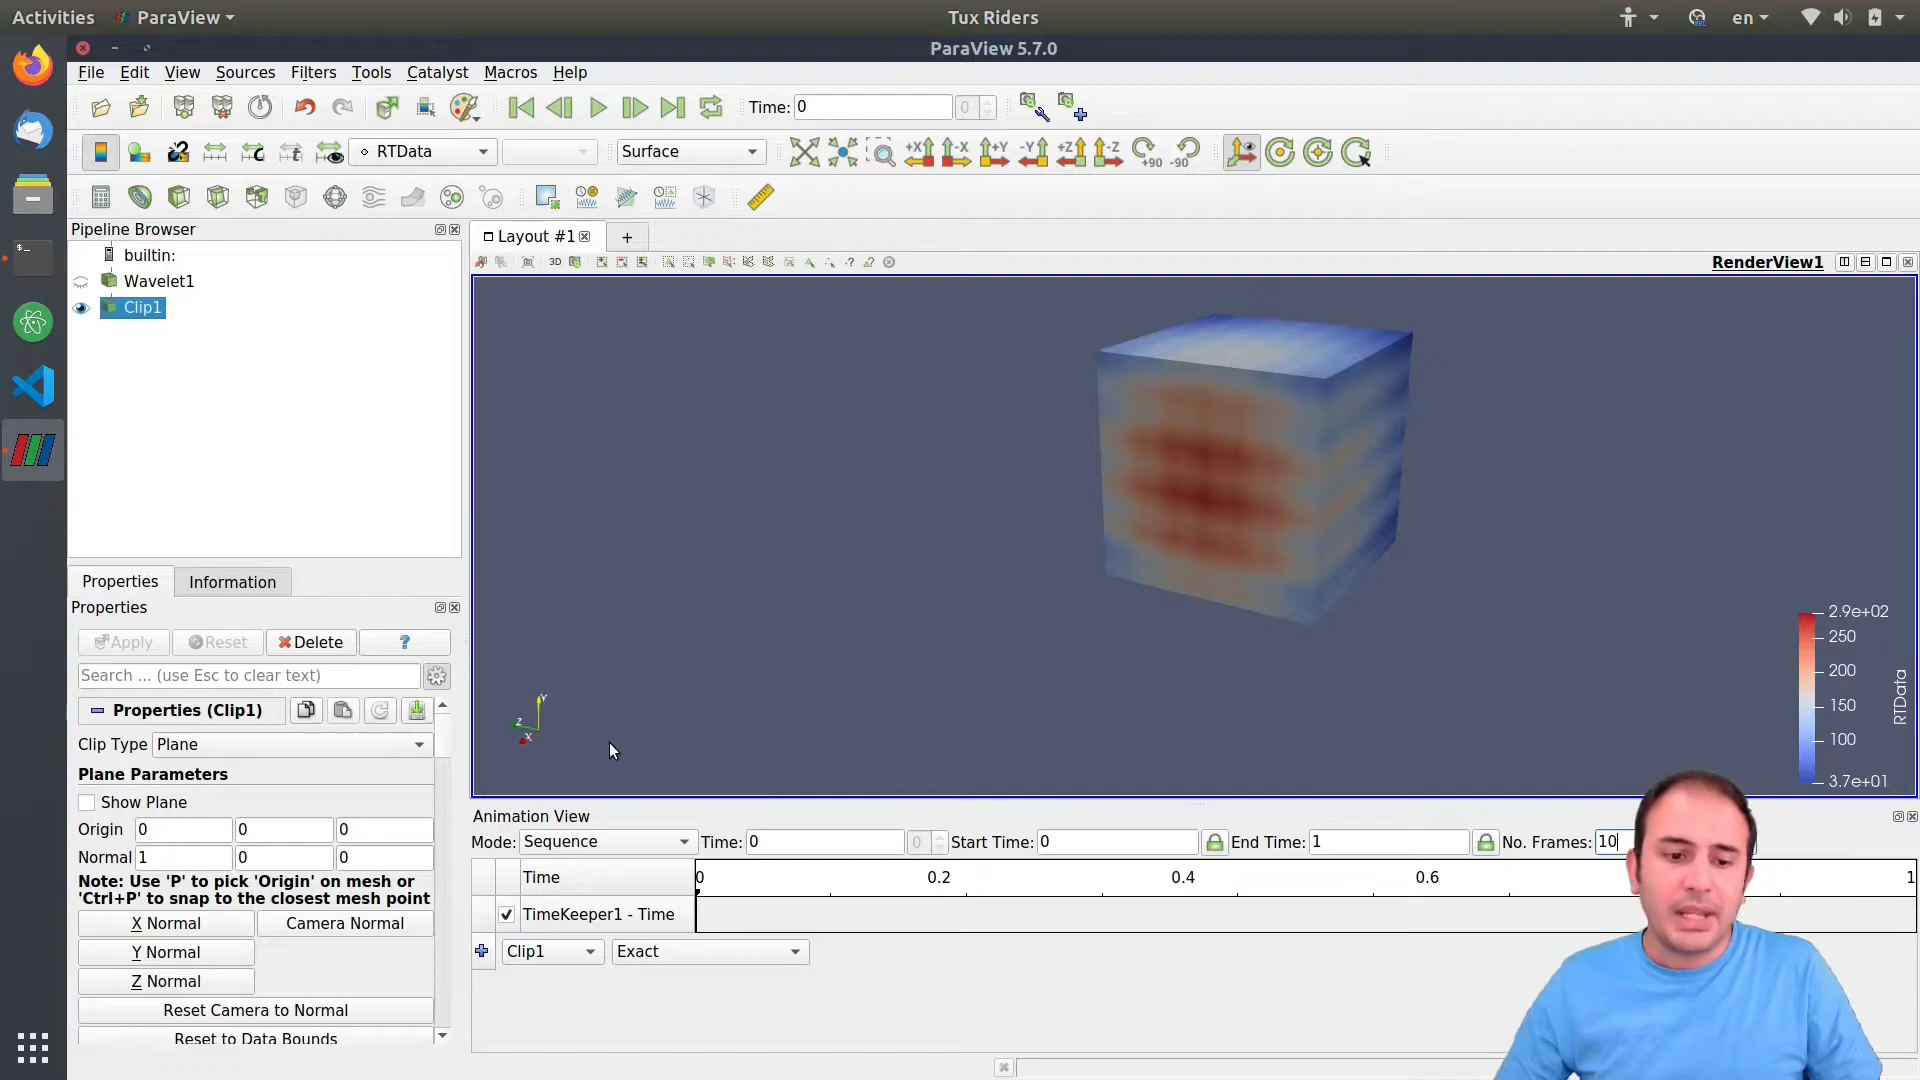 Activities ParaView Tux Riders en
ParaView 5.7.0
File Edit View Sources Filters Tools Catalyst Macros Help
Time: 0 0
RTData Surface +X -X +Y -Y +Z -Z +90 -90
Pipeline Browser
Layout #1 +
builtin:
3D RenderView1
Wavelet1
Clip1
Properties Information
Properties
Apply Reset Delete ?
Search ... (use Esc to clear text)
Properties (Clip1)
Clip Type Plane
Plane Parameters
Show Plane
Origin 0 0 0
Normal 1 0 0
Note: Use 'P' to pick 'Origin' on mesh or
'Ctrl+P' to snap to the closest mesh point
X Normal Camera Normal
Y Normal
Z Normal
Reset Camera to Normal
Reset to Data Bounds
Y
Z
X
2.9e+02
250
200
150
100
3.7e+01
RTData
Animation View
Mode: Sequence Time: 0 0 Start Time: 0 End Time: 1 No. Frames: 10
Time 0 0.2 0.4 0.6 1
TimeKeeper1 - Time
Clip1 Exact